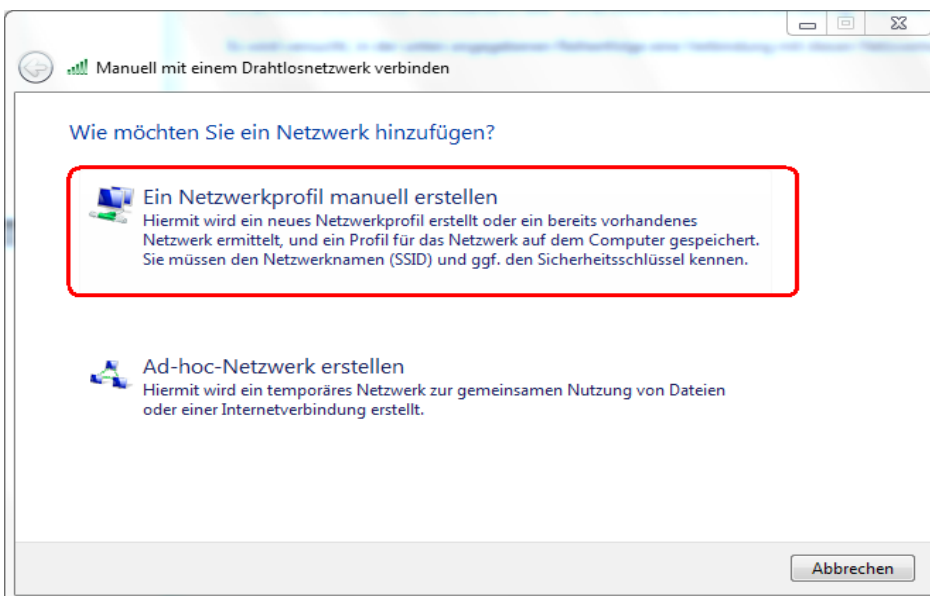 Manuell mit einem Drahtlosnetzwerk verbinden
Wie möchten Sie ein Netzwerk hinzufügen?
Ein Netzwerkprofil manuell erstellen
Hiermit wird ein neues Netzwerkprofil erstellt oder ein bereits vorhandenes
Netzwerk ermittelt, und ein Profil für das Netzwerk auf dem Computer gespeichert.
Sie müssen den Netzwerknamen (SSID) und ggf. den Sicherheitsschlüssel kennen.
Ad-hoc-Netzwerk erstellen
Hiermit wird ein temporäres Netzwerk zur gemeinsamen Nutzung von Dateien
oder einer Internetverbindung erstellt.
Abbrechen